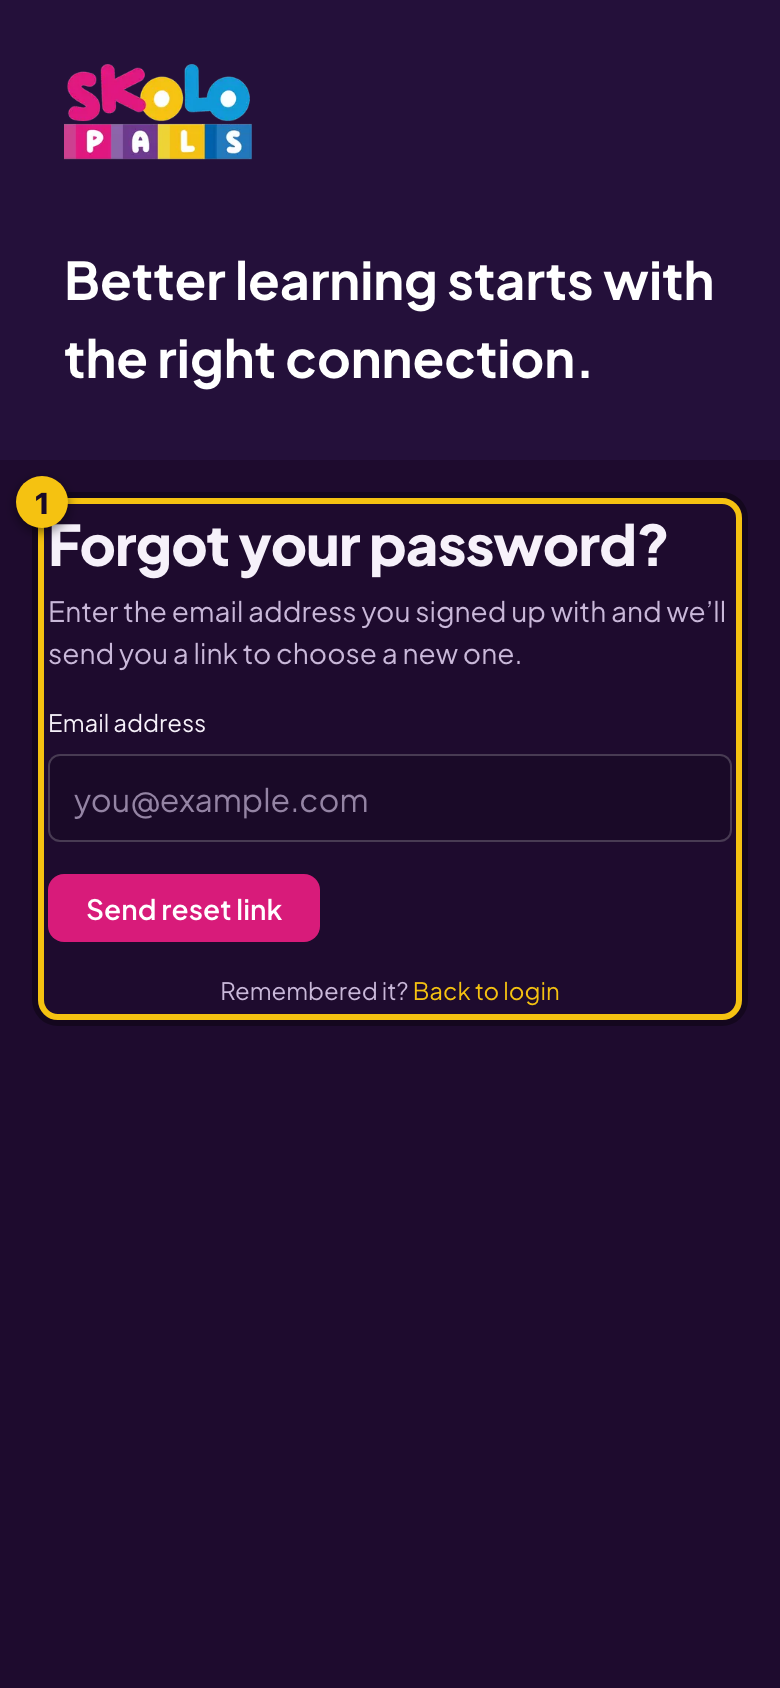 SKOLO
PALS
Better learning starts with
the right connection.
1
Forgot your password?
Enter the email address you signed up with and we’ll
send you a link to choose a new one.
Email address
you@example.com
Send reset link
Remembered it? Back to login